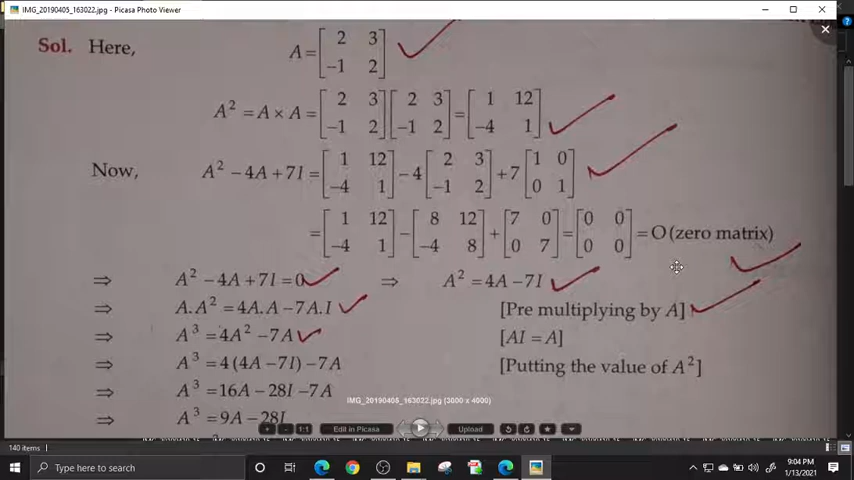 IMG_20190405_163022.jpg - Picasa Photo Viewer
Sol. Here, A = [2 3; -1 2]
A² = A × A = [2 3; -1 2] [2 3; -1 2] = [1 12; -4 1]
Now, A² - 4A + 7I = [1 12; -4 1] - 4 [2 3; -1 2] + 7 [1 0; 0 1]
= [1 12; -4 1] - [8 12; -4 8] + [7 0; 0 7] = [0 0; 0 0] = O (zero matrix)
⇒ A² - 4A + 7I = 0 ⇒ A² = 4A - 7I
⇒ A.A² = 4A.A - 7A.I [Pre multiplying by A]
⇒ A³ = 4A² - 7A [AI = A]
⇒ A³ = 4 (4A - 7I) - 7A [Putting the value of A²]
⇒ A³ = 16A - 28I - 7A
IMG_20190405_163022.jpg (3000 x 4000)
⇒ A³ = 9A - 28I
1:1 Edit in Picasa Upload
140 items
Type here to search
9:04 PM
1/13/2021